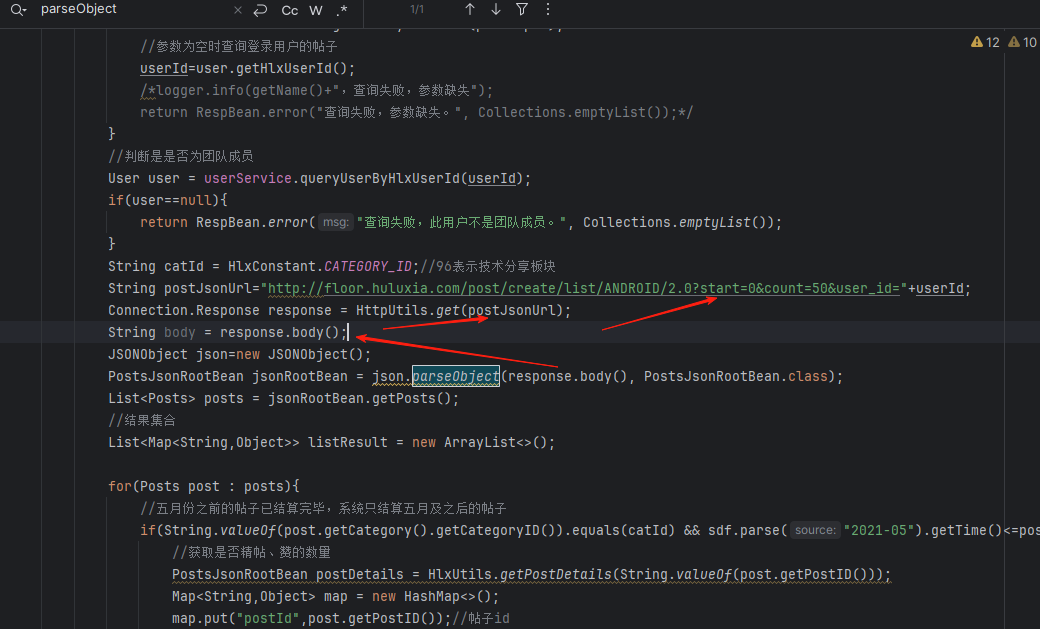 parseObject × Cc W .* 1/1
//参数为空时查询登录用户的帖子
12 10
userId=user.getHlxUserId();
/*logger.info(getName()+"，查询失败，参数缺失");
return RespBean.error("查询失败，参数缺失。", Collections.emptyList());*/
}
//判断是是否为团队成员
User user = userService.queryUserByHlxUserId(userId);
if(user==null){
return RespBean.error( msg: "查询失败，此用户不是团队成员。", Collections.emptyList());
}
String catId = HlxConstant.CATEGORY_ID;//96表示技术分享板块
String postJsonUrl="http://floor.huluxia.com/post/create/list/ANDROID/2.0?start=0&count=50&user_id="+userId;
Connection.Response response = HttpUtils.get(postJsonUrl);
String body = response.body();
JSONObject json=new JSONObject();
PostsJsonRootBean jsonRootBean = json.parseObject(response.body(), PostsJsonRootBean.class);
List<Posts> posts = jsonRootBean.getPosts();
//结果集合
List<Map<String,Object>> listResult = new ArrayList<>();
for(Posts post : posts){
//五月份之前的帖子已结算完毕，系统只结算五月及之后的帖子
if(String.valueOf(post.getCategory().getCategoryID()).equals(catId) && sdf.parse( source: "2021-05").getTime()<=pos
//获取是否精帖、赞的数量
PostsJsonRootBean postDetails = HlxUtils.getPostDetails(String.valueOf(post.getPostID()));
Map<String,Object> map = new HashMap<>();
map.put("postId",post.getPostID());//帖子id